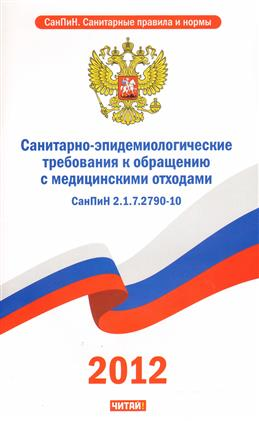 СанПиН. Санитарные правила и нормы
Санитарно-эпидемиологические
требования к обращению
с медицинскими отходами
СанПиН 2.1.7.2790-10
2012
ЧИТАЙ!